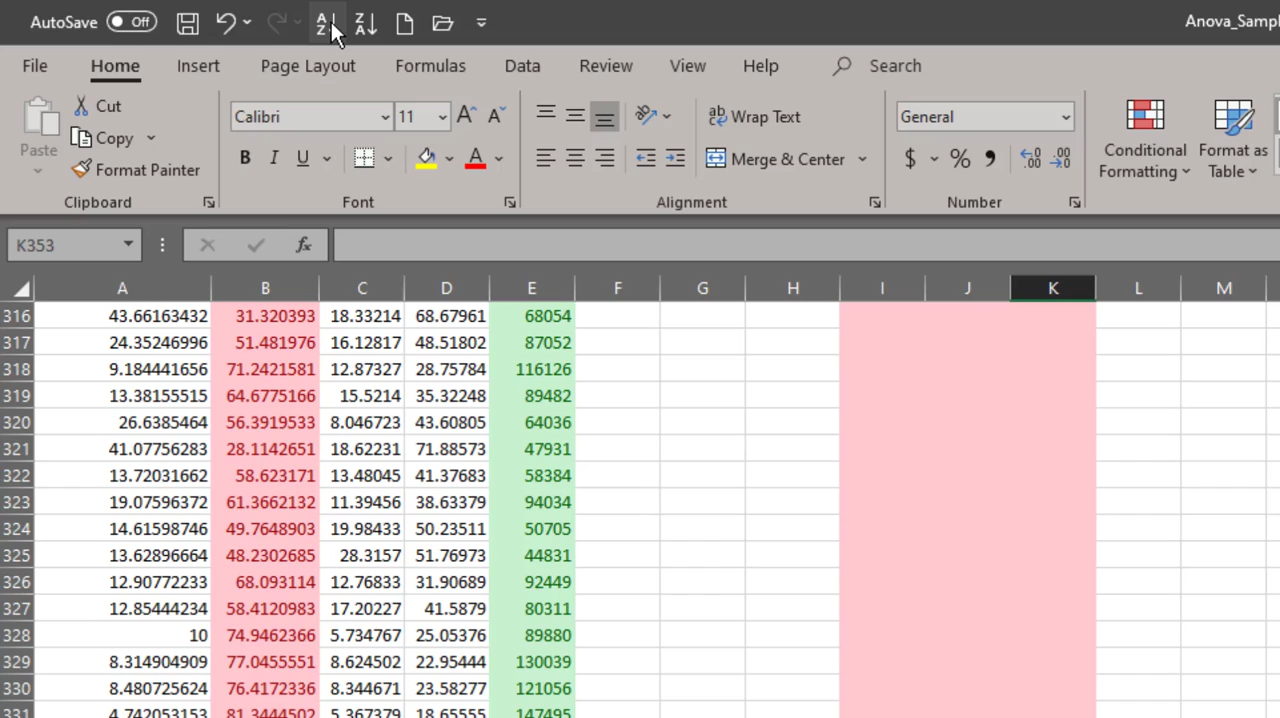 AutoSave Off Anova_Sampl
File Home Insert Page Layout Formulas Data Review View Help Search
Paste Cut Calibri 11 Wrap Text General Conditional Formatting Format as Table
Copy
Format Painter B I U Merge & Center $ % 9 .00
Clipboard Font Alignment Number
K353 fx
A B C D E F G H I J K L M
316 43.66163432 31.320393 18.33214 68.67961 68054
317 24.35246996 51.481976 16.12817 48.51802 87052
318 9.184441656 71.2421581 12.87327 28.75784 116126
319 13.38155515 64.6775166 15.5214 35.32248 89482
320 26.6385464 56.3919533 8.046723 43.60805 64036
321 41.07756283 28.1142651 18.62231 71.88573 47931
322 13.72031662 58.623171 13.48045 41.37683 58384
323 19.07596372 61.3662132 11.39456 38.63379 94034
324 14.61598746 49.7648903 19.98433 50.23511 50705
325 13.62896664 48.2302685 28.3157 51.76973 44831
326 12.90772233 68.093114 12.76833 31.90689 92449
327 12.85444234 58.4120983 17.20227 41.5879 80311
328 10 74.9462366 5.734767 25.05376 89880
329 8.314904909 77.0455551 8.624502 22.95444 130039
330 8.480725624 76.4172336 8.344671 23.58277 121056
331 4.742053153 81.3444502 5.367379 18.65555 147495